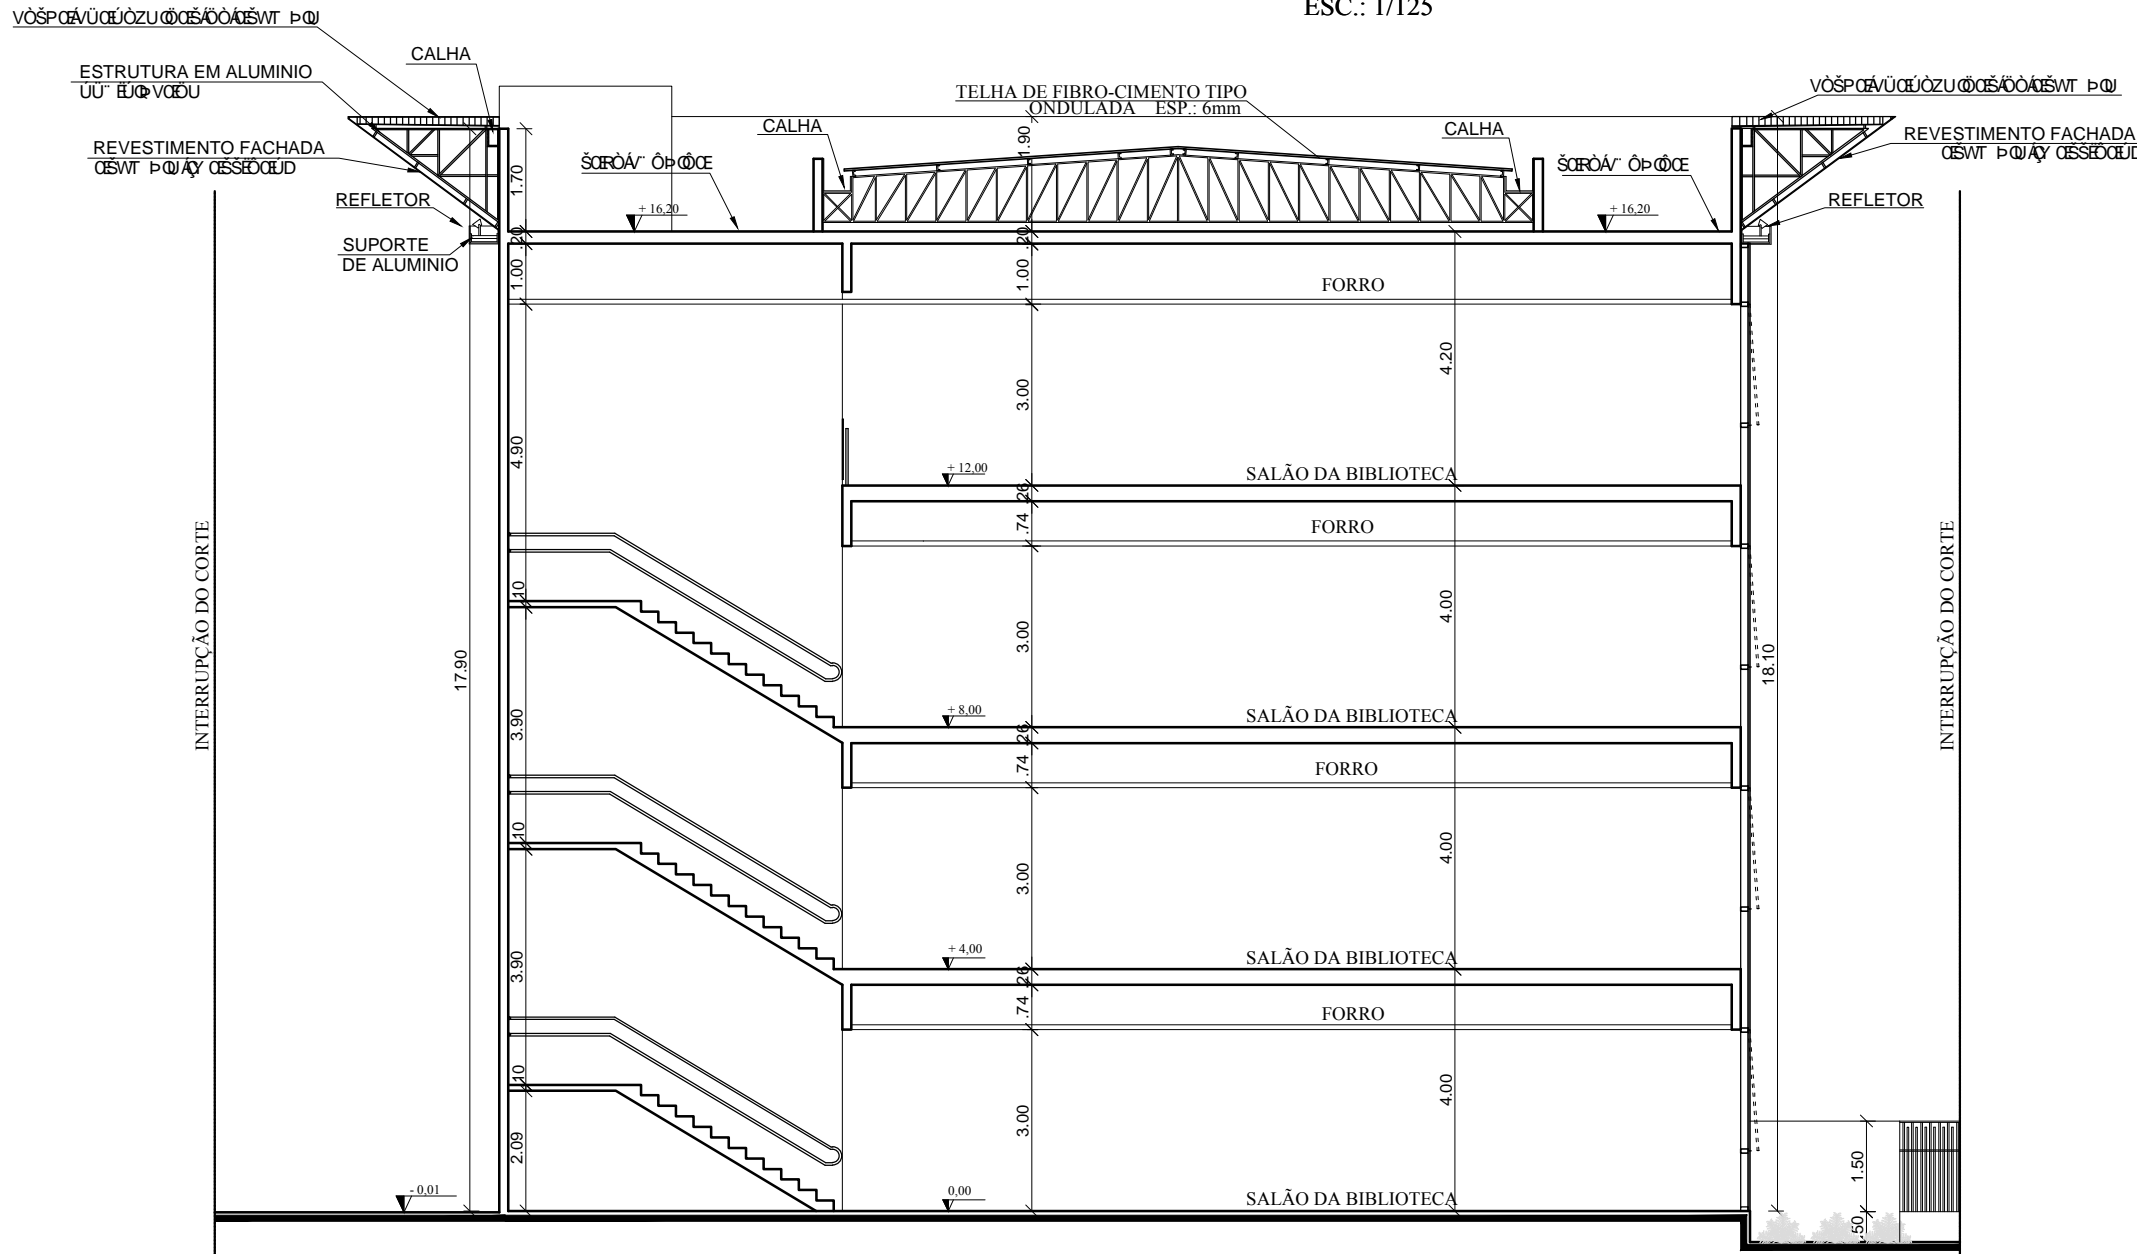 ESC.: 1/125
CALHA
ESTRUTURA EM ALUMINIO
TELHA DE FIBRO-CIMENTO TIPO
ONDULADA ESP.: 6mm
CALHA
CALHA
REVESTIMENTO FACHADA
REVESTIMENTO FACHADA
REFLETOR
REFLETOR
SUPORTE
DE ALUMINIO
+ 16,20
+ 16,20
1.90
1.70
.20
.20
1.00
1.00
FORRO
4.20
3.00
4.90
+ 12,00
SALÃO DA BIBLIOTECA
.26
.74
FORRO
INTERRUPÇÃO DO CORTE
INTERRUPÇÃO DO CORTE
.10
4.00
3.00
17.90
18.10
3.90
+ 8,00
SALÃO DA BIBLIOTECA
.26
.74
FORRO
.10
4.00
3.00
3.90
+ 4,00
SALÃO DA BIBLIOTECA
.26
.74
FORRO
.10
4.00
3.00
2.09
1.50
- 0,01
0,00
SALÃO DA BIBLIOTECA
.50